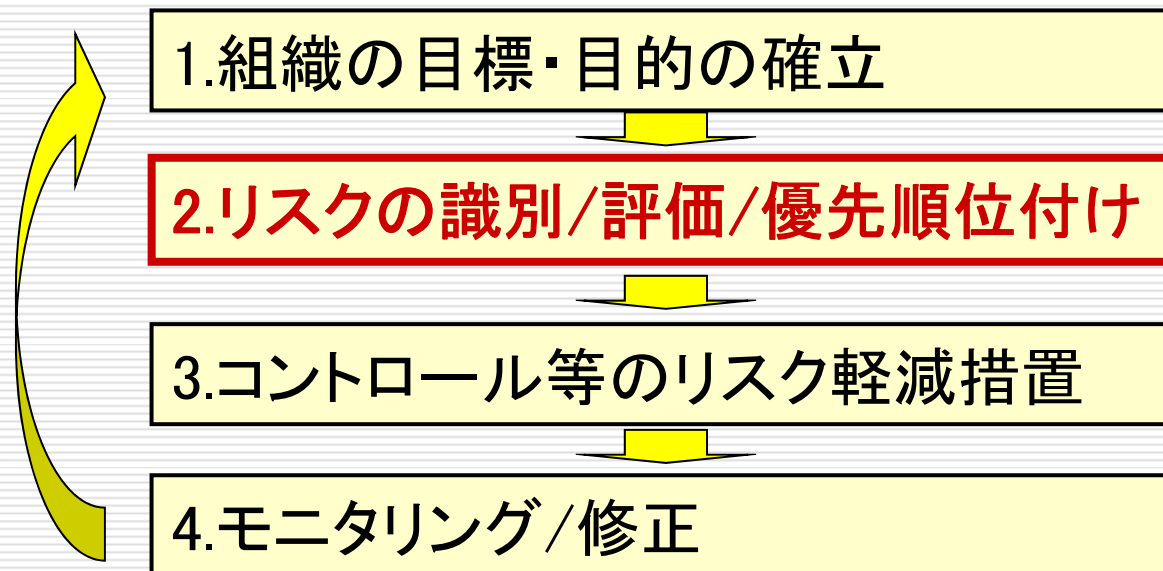 1.組織の目標・目的の確立
2.リスクの識別/評価/優先順位付け
3.コントロール等のリスク軽減措置
4.モニタリング/修正